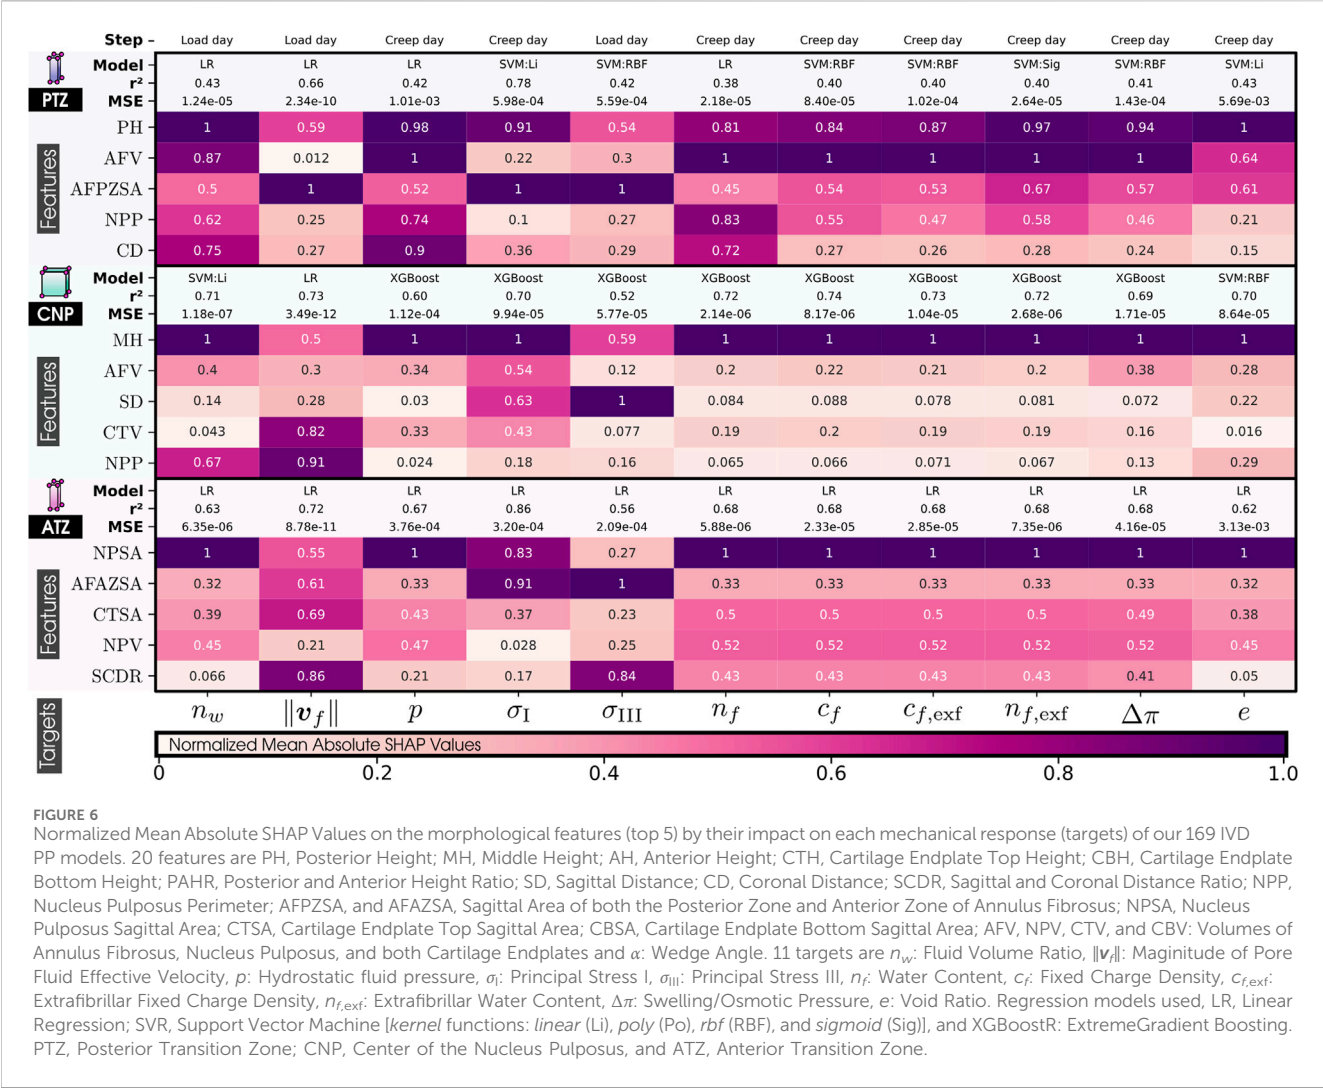 Step Load day Load day Creep day Creep day Load day Creep day Creep day Creep day Creep day Creep day Creep day
PTZ
Model LR LR LR SVM:Li SVM:RBF LR SVM:RBF SVM:RBF SVM:Sig SVM:RBF SVM:Li
r² 0.43 0.66 0.42 0.78 0.42 0.38 0.40 0.40 0.40 0.41 0.43
MSE 1.24e-05 2.34e-10 1.01e-03 5.98e-04 5.59e-04 2.18e-05 8.40e-05 1.02e-04 2.64e-05 1.43e-04 5.69e-03
Features
PH 1 0.59 0.98 0.91 0.54 0.81 0.84 0.87 0.97 0.94 1
AFV 0.87 0.012 1 0.22 0.3 1 1 1 1 1 0.64
AFPZSA 0.5 1 0.52 1 1 0.45 0.54 0.53 0.67 0.57 0.61
NPP 0.62 0.25 0.74 0.1 0.27 0.83 0.55 0.47 0.58 0.46 0.21
CD 0.75 0.27 0.9 0.36 0.29 0.72 0.27 0.26 0.28 0.24 0.15
CNP
Model SVM:Li LR XGBoost XGBoost XGBoost XGBoost XGBoost XGBoost XGBoost XGBoost SVM:RBF
r² 0.71 0.73 0.60 0.70 0.52 0.72 0.74 0.73 0.72 0.69 0.70
MSE 1.18e-07 3.49e-12 1.12e-04 9.94e-05 5.77e-05 2.14e-06 8.17e-06 1.04e-05 2.68e-06 1.71e-05 8.64e-05
Features
MH 1 0.5 1 1 0.59 1 1 1 1 1 1
AFV 0.4 0.3 0.34 0.54 0.12 0.2 0.22 0.21 0.2 0.38 0.28
SD 0.14 0.28 0.03 0.63 1 0.084 0.088 0.078 0.081 0.072 0.22
CTV 0.043 0.82 0.33 0.43 0.077 0.19 0.2 0.19 0.19 0.16 0.016
NPP 0.67 0.91 0.024 0.18 0.16 0.065 0.066 0.071 0.067 0.13 0.29
ATZ
Model LR LR LR LR LR LR LR LR LR LR LR
r² 0.63 0.72 0.67 0.86 0.56 0.68 0.68 0.68 0.68 0.68 0.62
MSE 6.35e-06 8.78e-11 3.76e-04 3.20e-04 2.09e-04 5.88e-06 2.33e-05 2.85e-05 7.35e-06 4.16e-05 3.13e-03
Features
NPSA 1 0.55 1 0.83 0.27 1 1 1 1 1 1
AFAZSA 0.32 0.61 0.33 0.91 1 0.33 0.33 0.33 0.33 0.33 0.32
CTSA 0.39 0.69 0.43 0.37 0.23 0.5 0.5 0.5 0.5 0.49 0.38
NPV 0.45 0.21 0.47 0.028 0.25 0.52 0.52 0.52 0.52 0.52 0.45
SCDR 0.066 0.86 0.21 0.17 0.84 0.43 0.43 0.43 0.43 0.41 0.05
Targets
n_w ‖v_f‖ p σ_I σ_III n_f c_f c_f,exf n_f,exf Δπ e
Normalized Mean Absolute SHAP Values
0 0.2 0.4 0.6 0.8 1.0
FIGURE 6
Normalized Mean Absolute SHAP Values on the morphological features (top 5) by their impact on each mechanical response (targets) of our 169 IVD
PP models. 20 features are PH, Posterior Height; MH, Middle Height; AH, Anterior Height; CTH, Cartilage Endplate Top Height; CBH, Cartilage Endplate
Bottom Height; PAHR, Posterior and Anterior Height Ratio; SD, Sagittal Distance; CD, Coronal Distance; SCDR, Sagittal and Coronal Distance Ratio; NPP,
Nucleus Pulposus Perimeter; AFPZSA, and AFAZSA, Sagittal Area of both the Posterior Zone and Anterior Zone of Annulus Fibrosus; NPSA, Nucleus
Pulposus Sagittal Area; CTSA, Cartilage Endplate Top Sagittal Area; CBSA, Cartilage Endplate Bottom Sagittal Area; AFV, NPV, CTV, and CBV: Volumes of
Annulus Fibrosus, Nucleus Pulposus, and both Cartilage Endplates and α: Wedge Angle. 11 targets are n_w: Fluid Volume Ratio, ‖v_f‖: Magnitude of Pore
Fluid Effective Velocity, p: Hydrostatic fluid pressure, σ_I: Principal Stress I, σ_III: Principal Stress III, n_f: Water Content, c_f: Fixed Charge Density, c_f,exf:
Extrafibrillar Fixed Charge Density, n_f,exf: Extrafibrillar Water Content, Δπ: Swelling/Osmotic Pressure, e: Void Ratio. Regression models used, LR, Linear
Regression; SVR, Support Vector Machine [kernel functions: linear (Li), poly (Po), rbf (RBF), and sigmoid (Sig)], and XGBoostR: ExtremeGradient Boosting.
PTZ, Posterior Transition Zone; CNP, Center of the Nucleus Pulposus, and ATZ, Anterior Transition Zone.